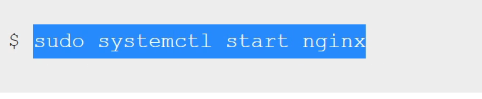 $ sudo systemctl start nginx